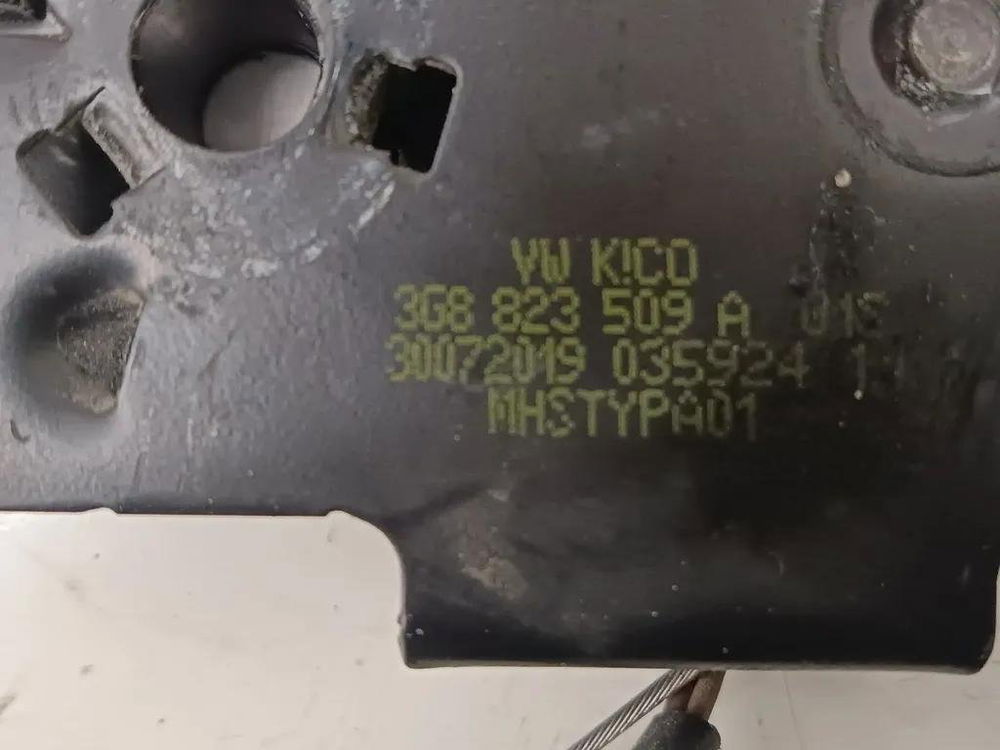 VW K!CO
3G8 823 509 A
30072019 035924
MHSTYPA01